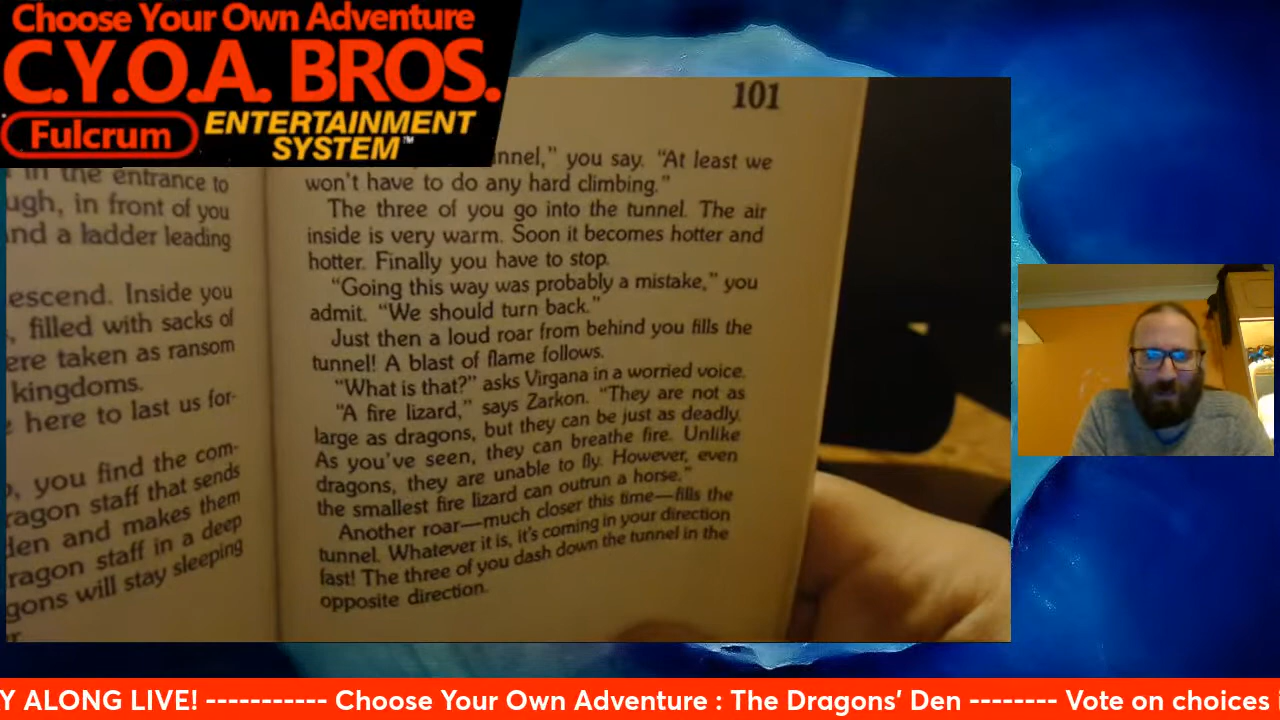 Choose Your Own Adventure
C.Y.O.A. BROS.
Fulcrum
ENTERTAINMENT
SYSTEM™
in the entrance to
ugh, in front of you
nd a ladder leading
escend. Inside you
, filled with sacks of
ere taken as ransom
kingdoms.
here to last us for-
, you find the com-
ragon staff that sends
den and makes them
ragon staff in a deep
gons will stay sleeping
101
nnel," you say. "At least we
won't have to do any hard climbing."
The three of you go into the tunnel. The air
inside is very warm. Soon it becomes hotter and
hotter. Finally you have to stop.
"Going this way was probably a mistake," you
admit. "We should turn back."
Just then a loud roar from behind you fills the
tunnel! A blast of flame follows.
"What is that?" asks Virgana in a worried voice.
"A fire lizard," says Zarkon. "They are not as
large as dragons, but they can be just as deadly.
As you've seen, they can breathe fire. Unlike
dragons, they are unable to fly. However, even
the smallest fire lizard can outrun a horse."
Another roar—much closer this time—fills the
tunnel. Whatever it is, it's coming in your direction
fast! The three of you dash down the tunnel in the
opposite direction.
Y ALONG LIVE! ----------- Choose Your Own Adventure : The Dragons' Den -------- Vote on choices